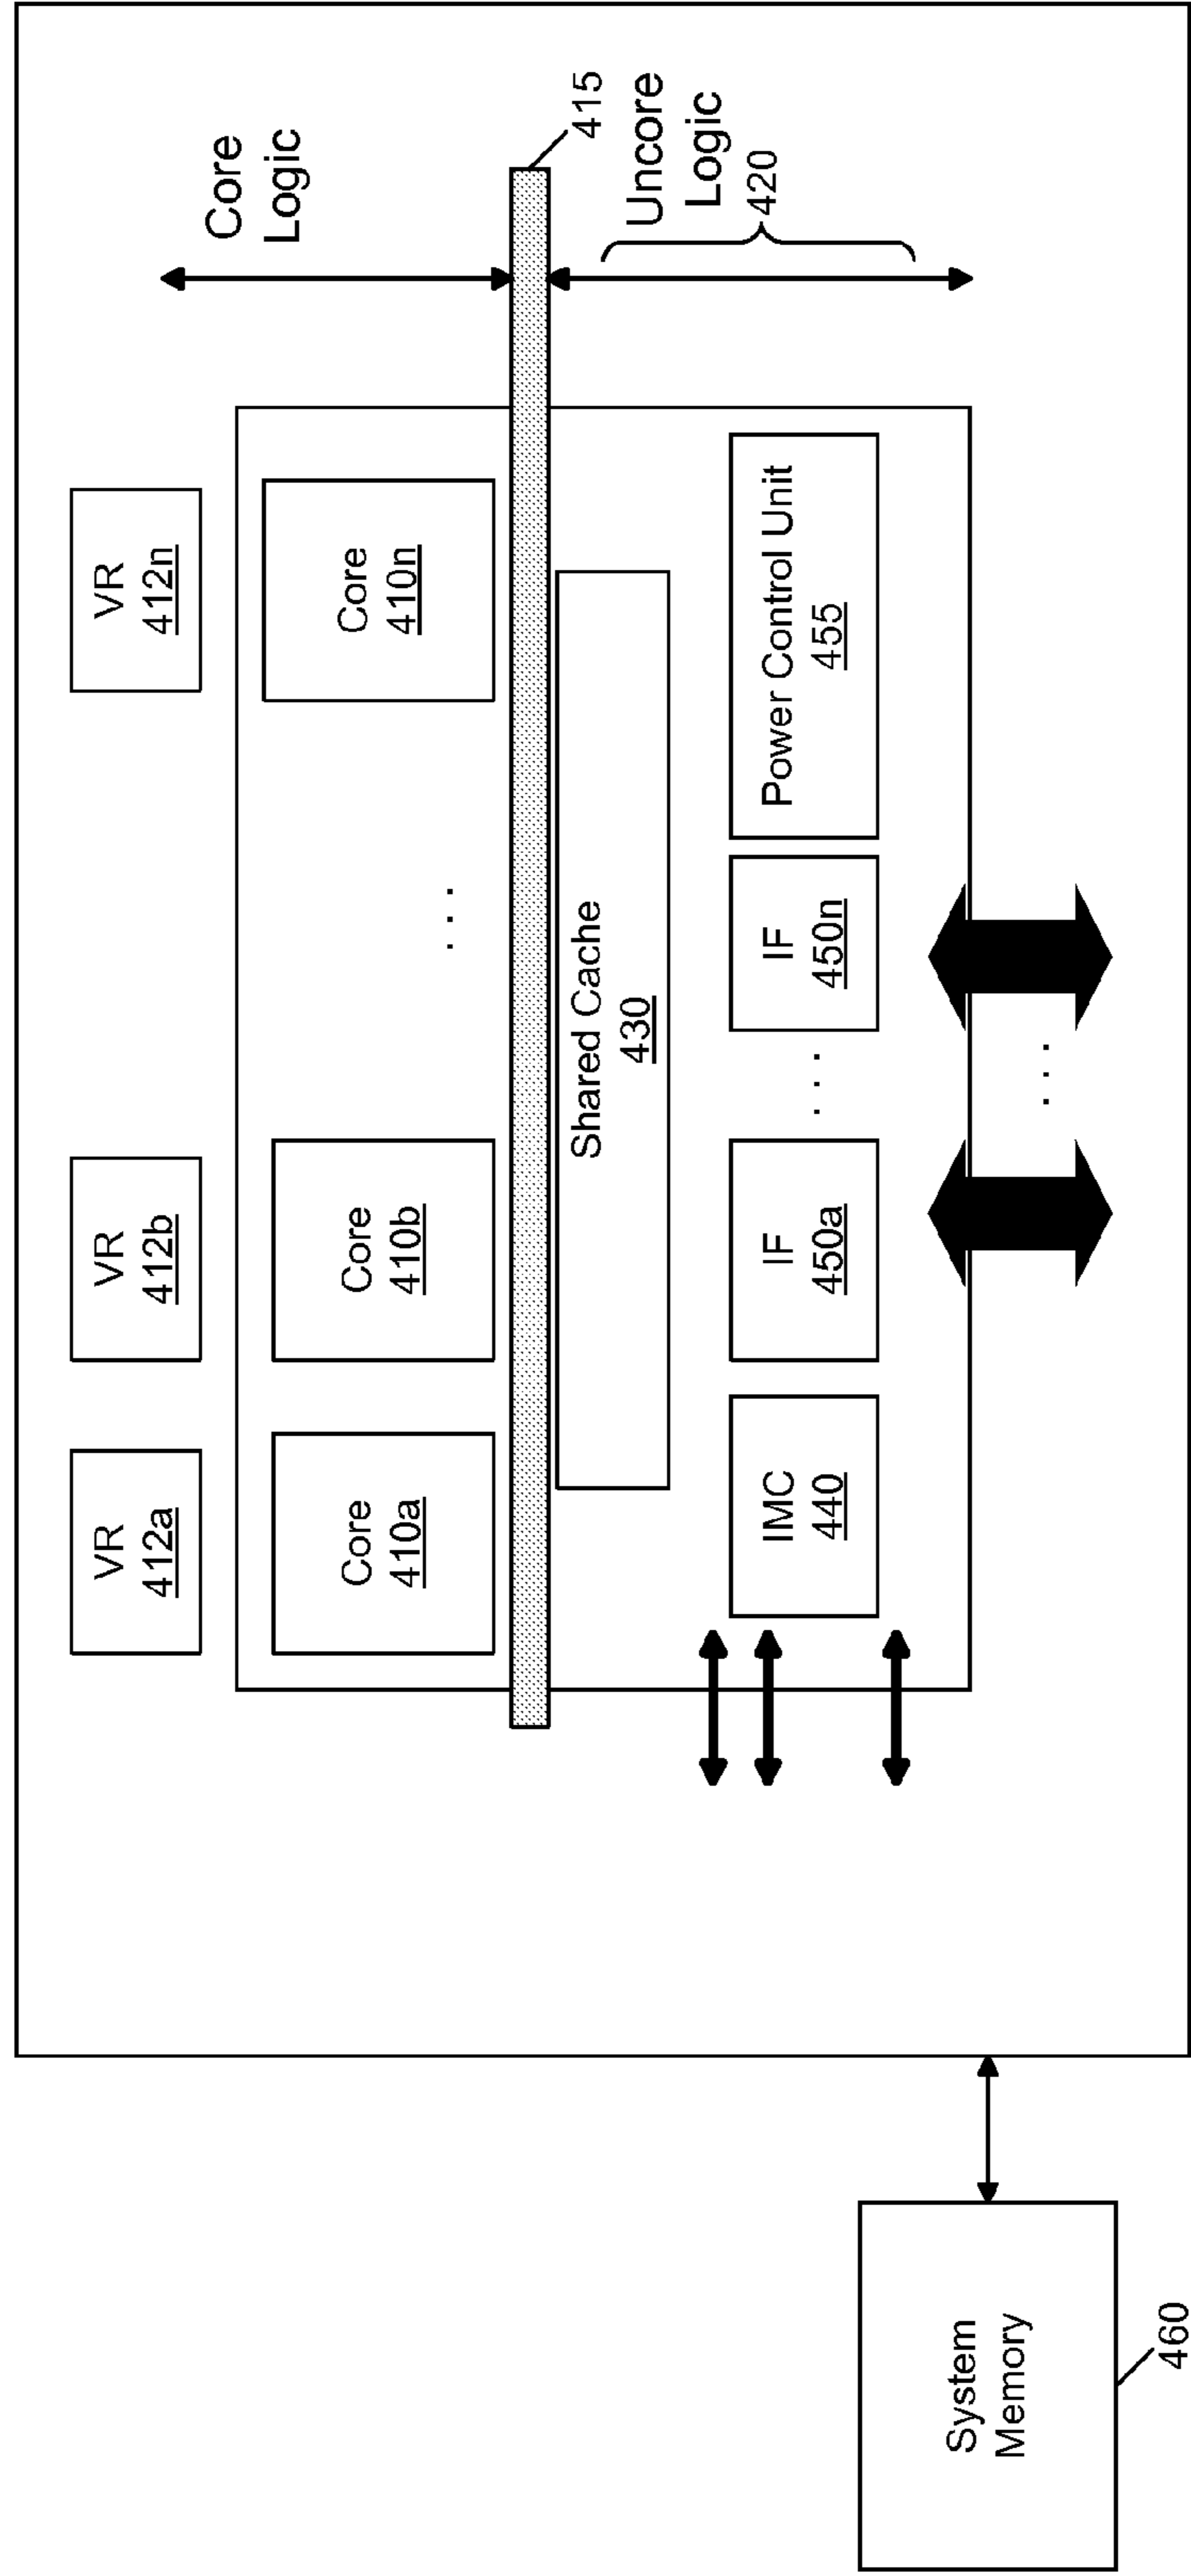 VR
412a
VR
412b
VR
412n
Core
Logic
Core
410a
Core
410b
. . .
Core
410n
415
Shared Cache
430
Uncore
Logic
420
IMC
440
IF
450a
. . .
IF
450n
Power Control Unit
455
. . .
System
Memory
460